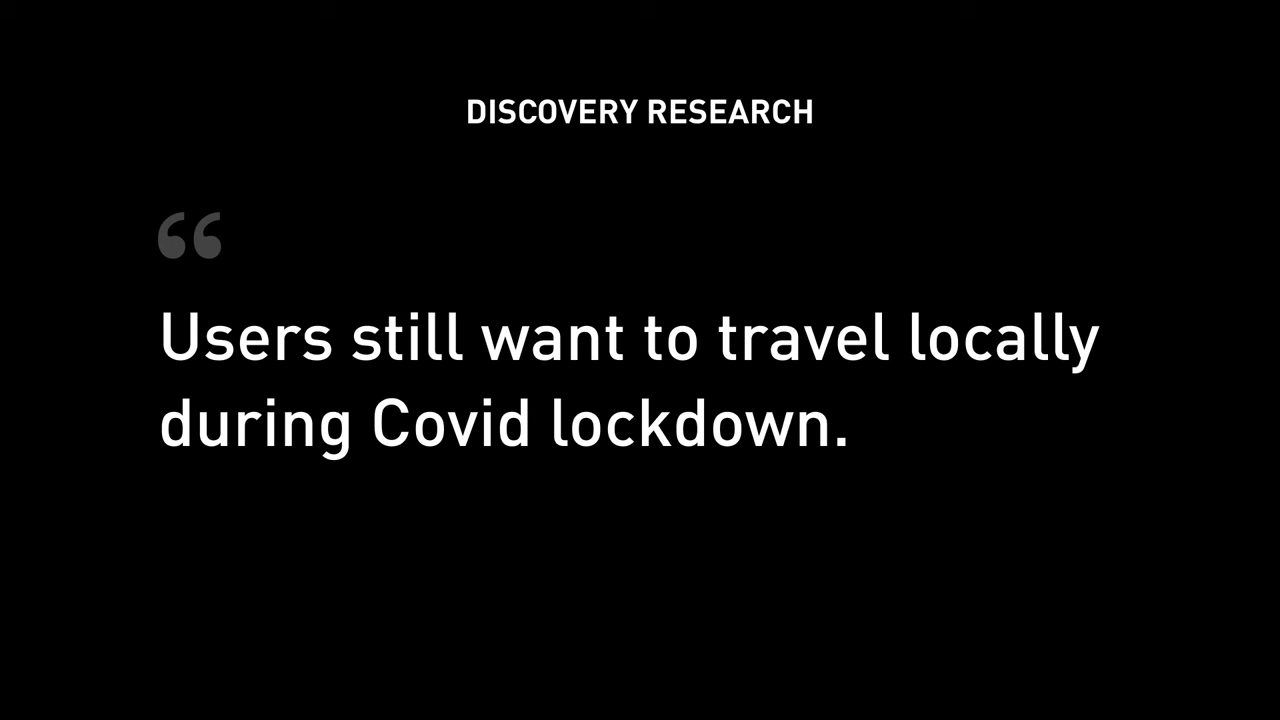 DISCOVERY RESEARCH
“
Users still want to travel locally
during Covid lockdown.